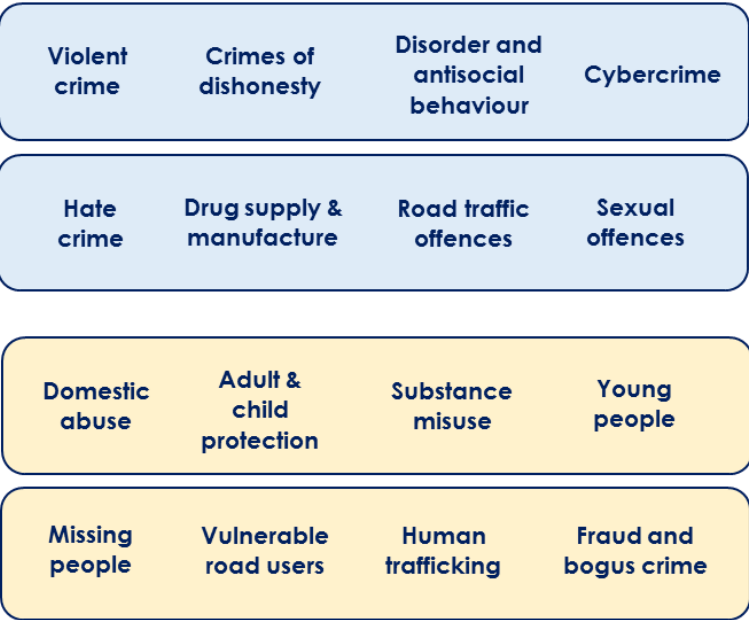 Violent
crime
Crimes of
dishonesty
Disorder and
antisocial
behaviour
Cybercrime
Hate
crime
Drug supply &
manufacture
Road traffic
offences
Sexual
offences
Domestic
abuse
Adult &
child
protection
Substance
misuse
Young
people
Missing
people
Vulnerable
road users
Human
trafficking
Fraud and
bogus crime